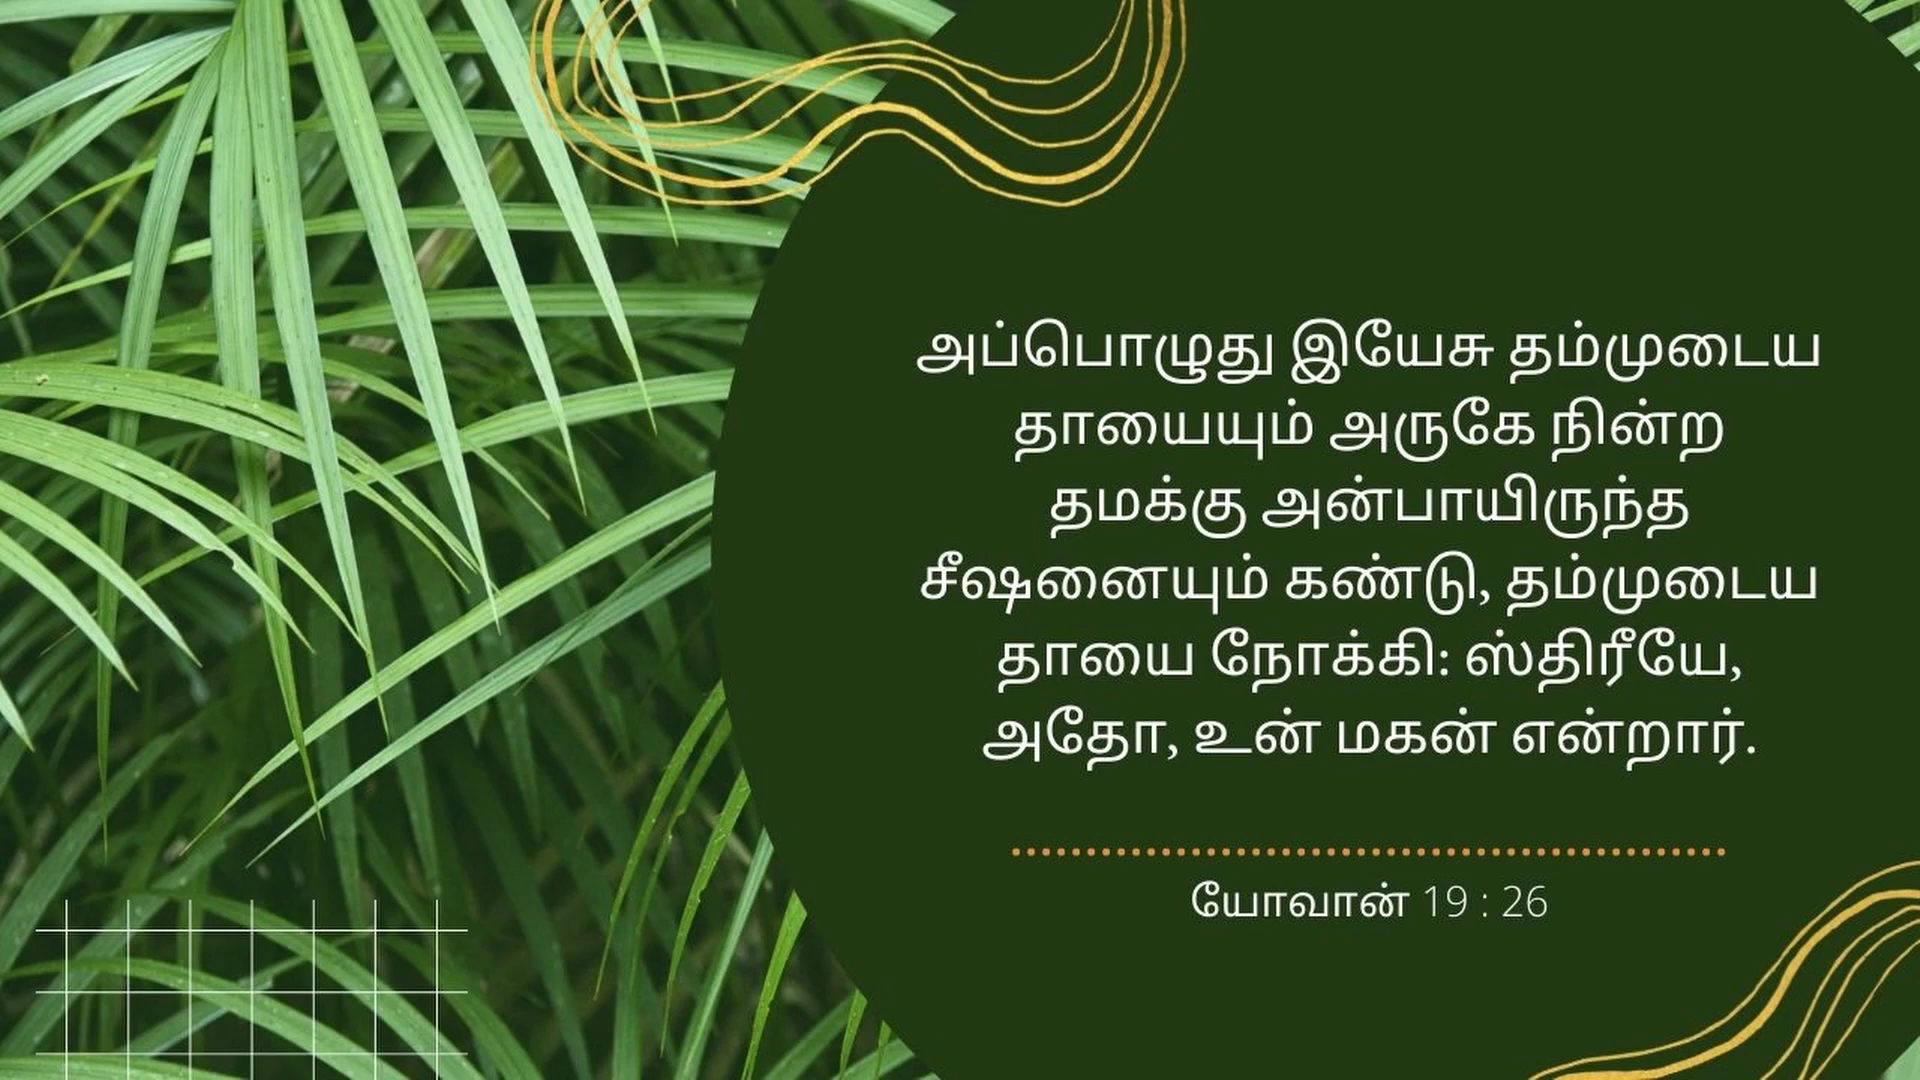 அப்பொழுது இயேசு தம்முடைய
தாயையும் அருகே நின்ற
தமக்கு அன்பாயிருந்த
சீஷனையும் கண்டு, தம்முடைய
தாயை நோக்கி: ஸ்திரீயே,
அதோ, உன் மகன் என்றார்.
யோவான் 19 : 26